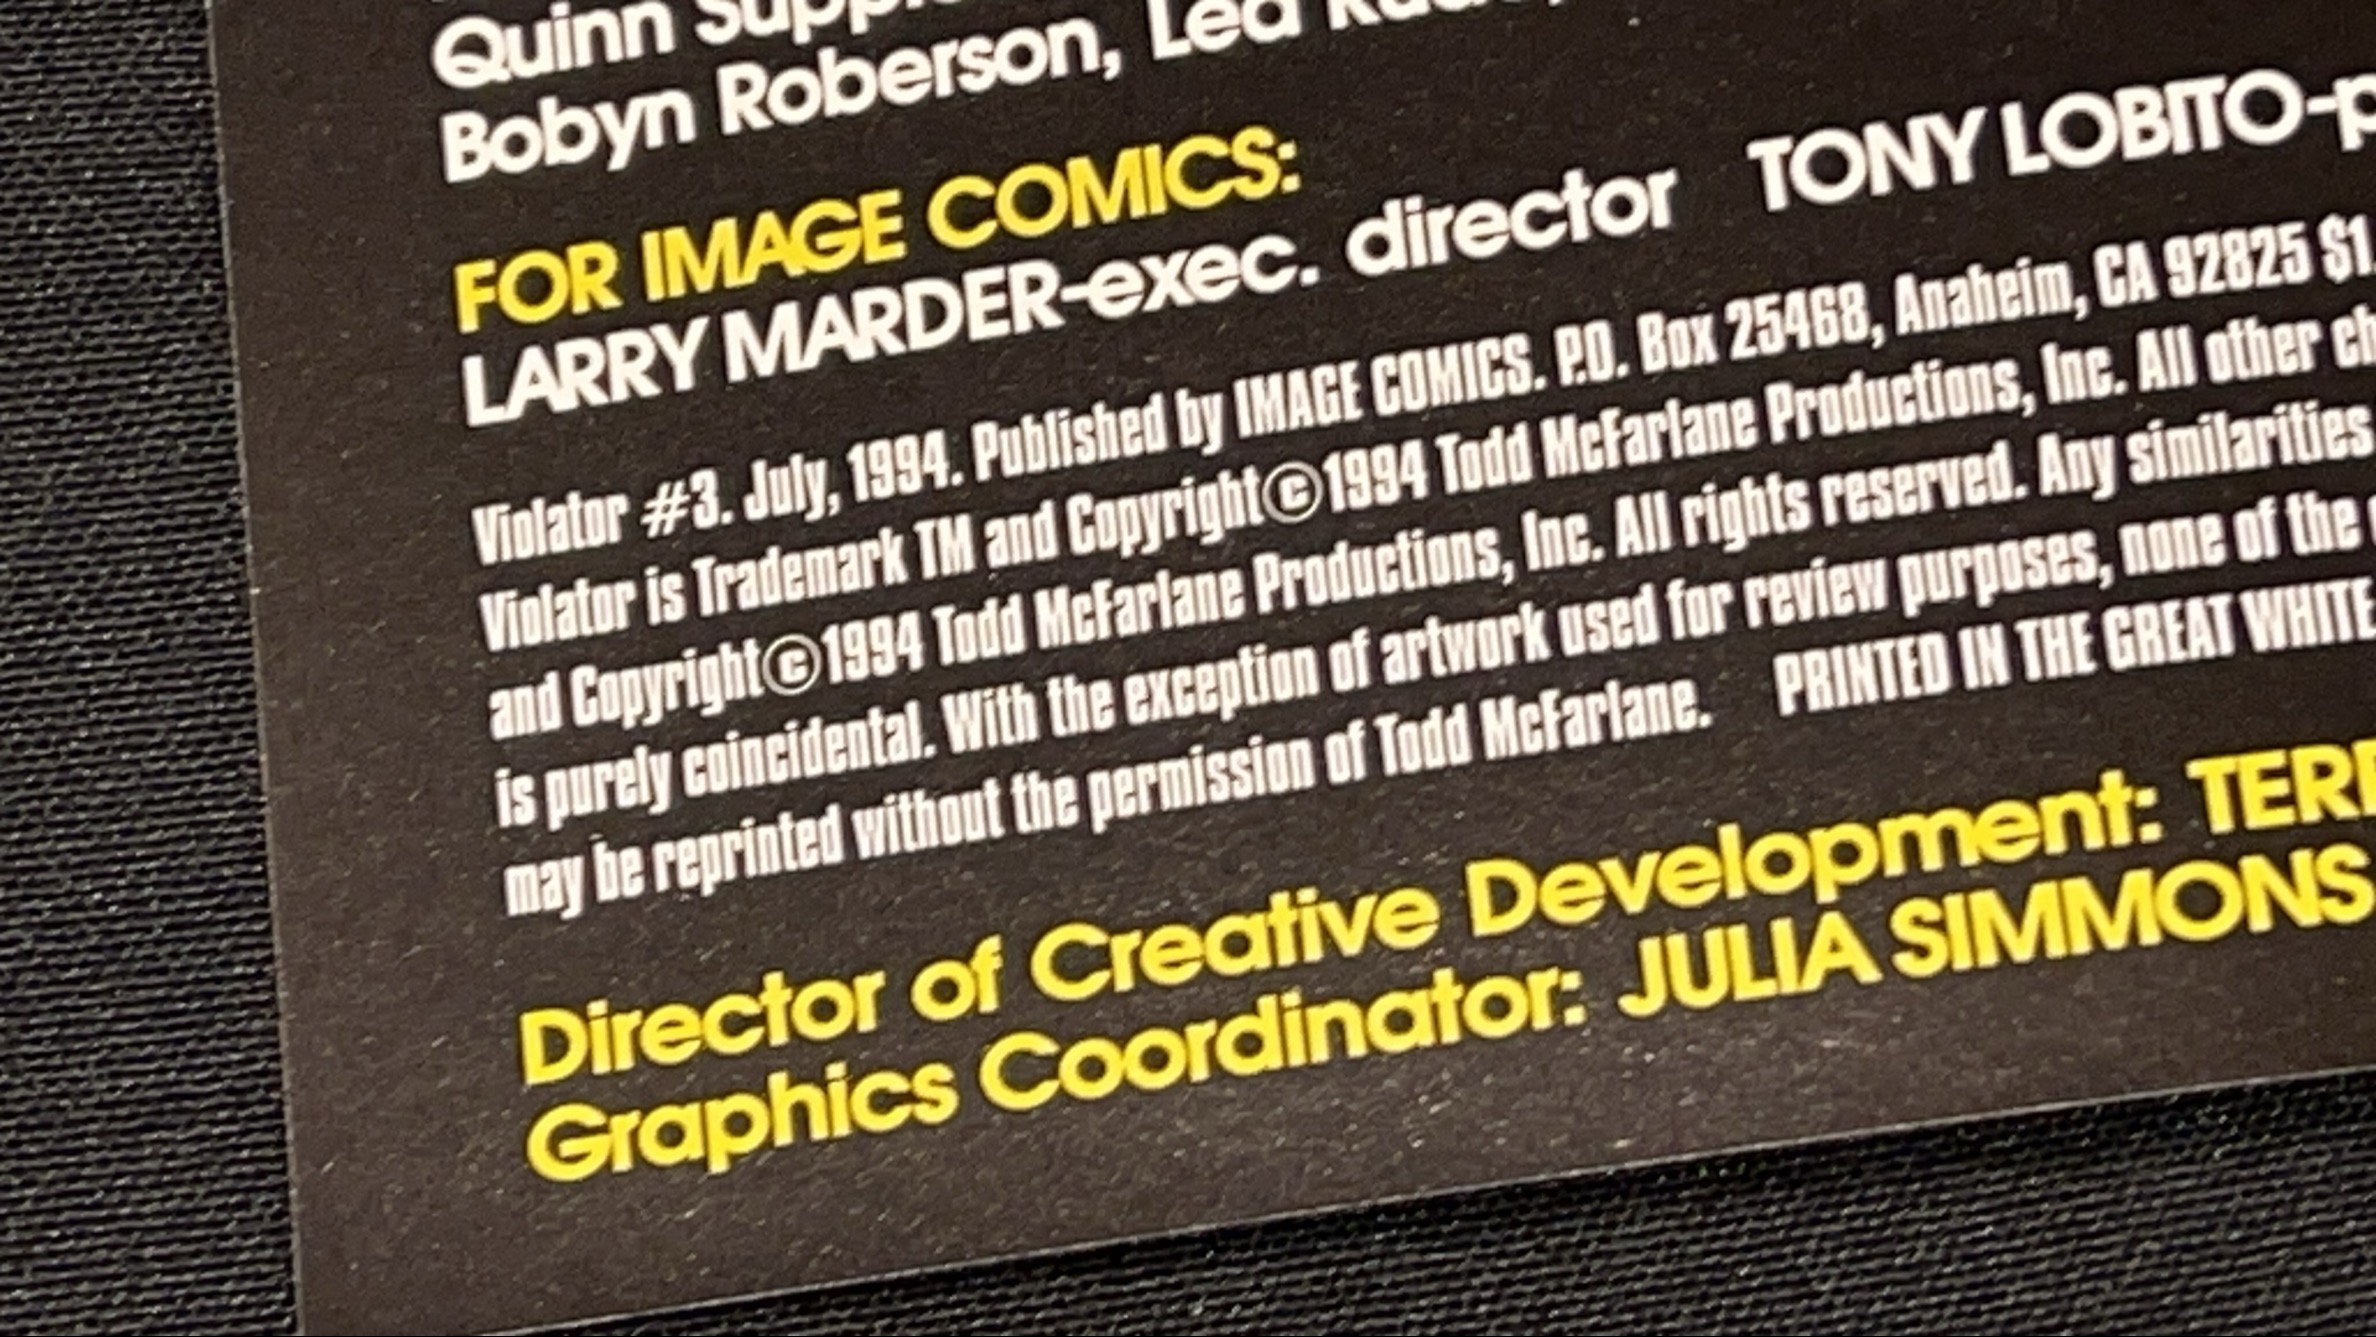 Quinn
Bobyn Roberson, Lea
FOR IMAGE COMICS:
LARRY MARDER-exec. director TONY LOBITO-p
Violator #3. July, 1994. Published by IMAGE COMICS. P.O. Box 25468, Anaheim, CA 92825 $1.
Violator is Trademark TM and Copyright©1994 Todd McFarlane Productions, Inc. All other ch
and Copyright©1994 Todd McFarlane Productions, Inc. All rights reserved. Any similarities
is purely coincidental. With the exception of artwork used for review purposes, none of the
may be reprinted without the permission of Todd McFarlane. PRINTED IN THE GREAT WHITE
Director of Creative Development: TERR
Graphics Coordinator: JULIA SIMMONS